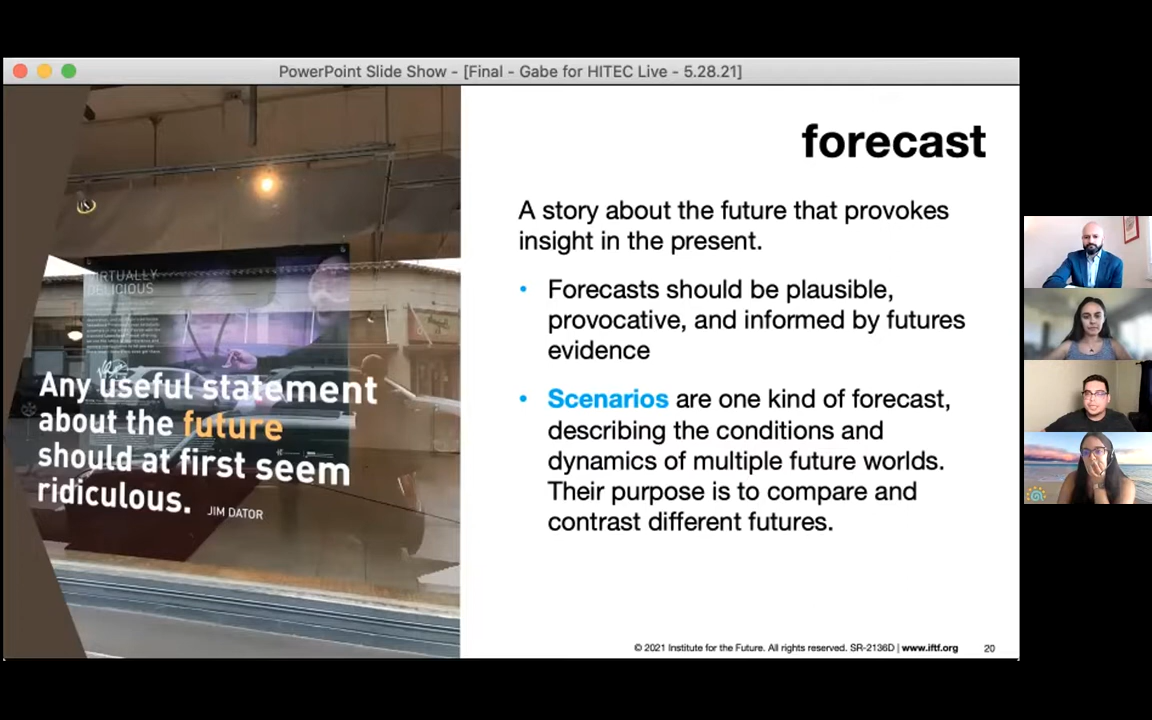 PowerPoint Slide Show - [Final - Gabe for HITEC Live - 5.28.21]
VIRTUALLY
DELICIOUS
Any useful statement
about the future
should at first seem
ridiculous. JIM DATOR
forecast
A story about the future that provokes
insight in the present.
• Forecasts should be plausible,
provocative, and informed by futures
evidence
• Scenarios are one kind of forecast,
describing the conditions and
dynamics of multiple future worlds.
Their purpose is to compare and
contrast different futures.
© 2021 Institute for the Future. All rights reserved. SR-2136D | www.iftf.org 20